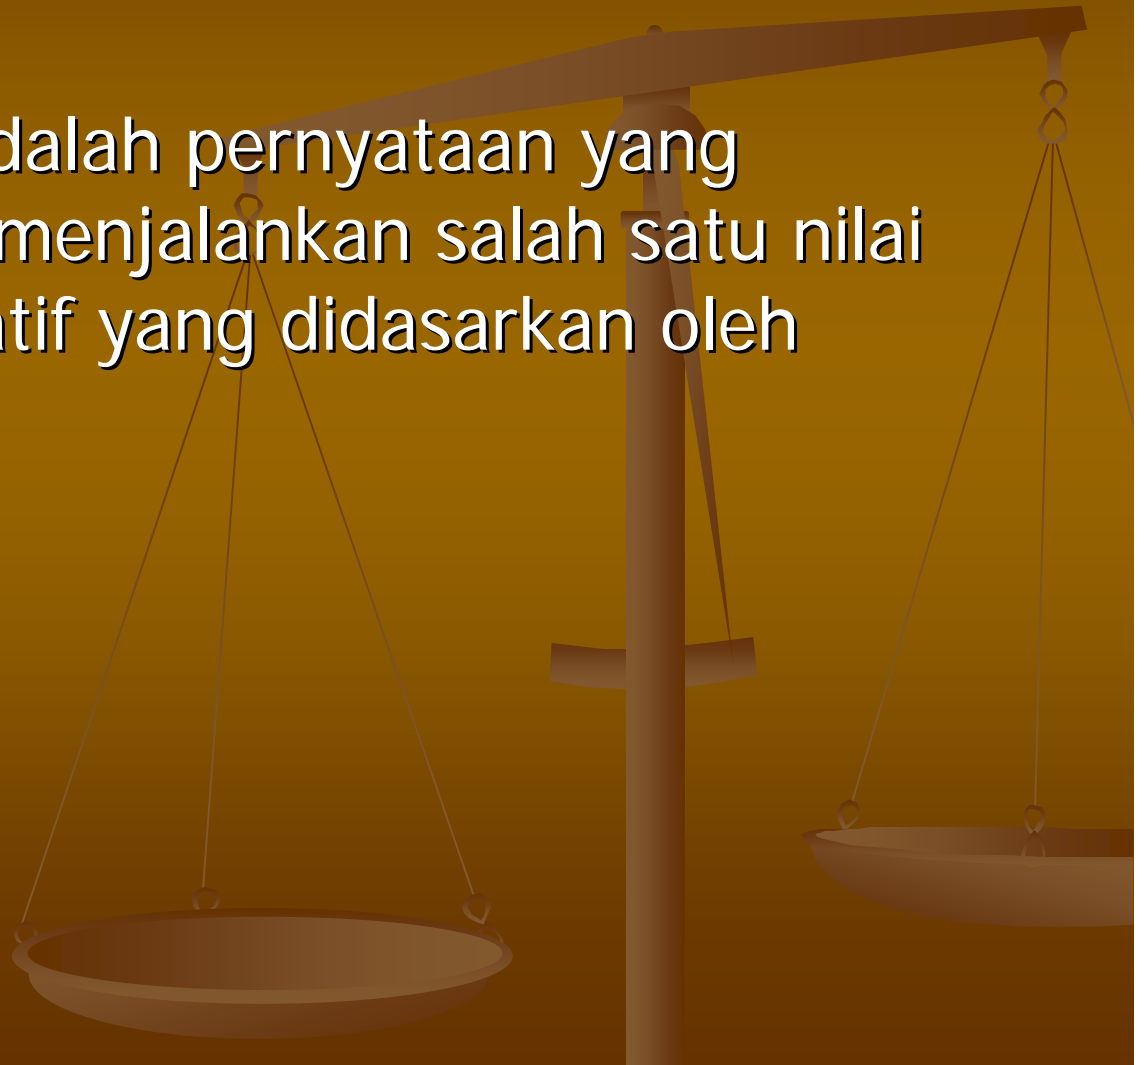 dalah pernyataan yang
menjalankan salah satu nilai
atif yang didasarkan oleh